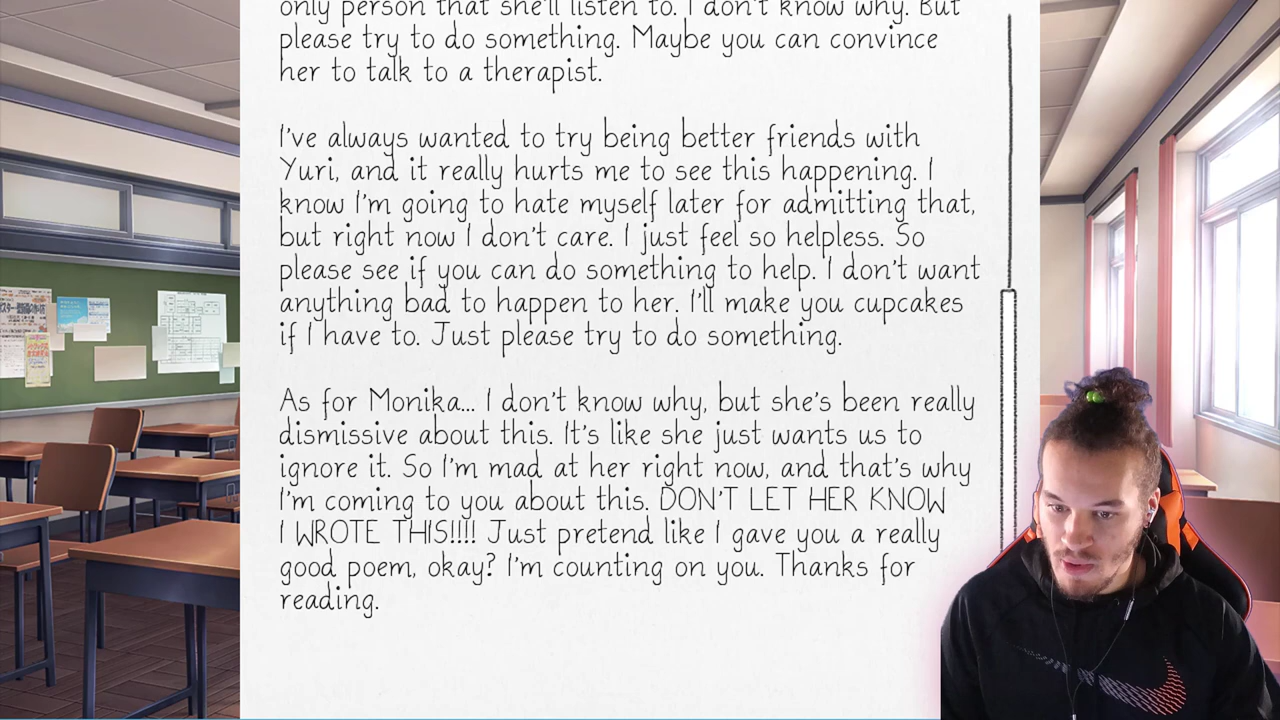 only person that she'll listen to. I don't know why. But
please try to do something. Maybe you can convince
her to talk to a therapist.
I've always wanted to try being better friends with
Yuri, and it really hurts me to see this happening. I
know I'm going to hate myself later for admitting that,
but right now I don't care. I just feel so helpless. So
please see if you can do something to help. I don't want
anything bad to happen to her. I'll make you cupcakes
if I have to. Just please try to do something.
As for Monika... I don't know why, but she's been really
dismissive about this. It's like she just wants us to
ignore it. So I'm mad at her right now, and that's why
I'm coming to you about this. DON'T LET HER KNOW
I WROTE THIS!!!! Just pretend like I gave you a really
good poem, okay? I'm counting on you. Thanks for
reading.